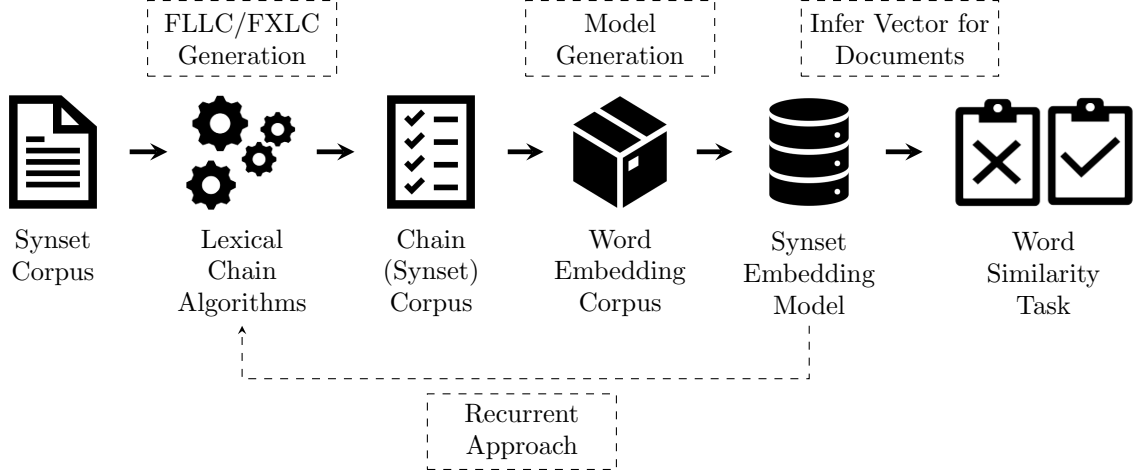 FLLC/FXLC
Generation
Model
Generation
Infer Vector for
Documents
Synset
Corpus
Lexical
Chain
Algorithms
Chain
(Synset)
Corpus
Word
Embedding
Corpus
Synset
Embedding
Model
Word
Similarity
Task
Recurrent
Approach